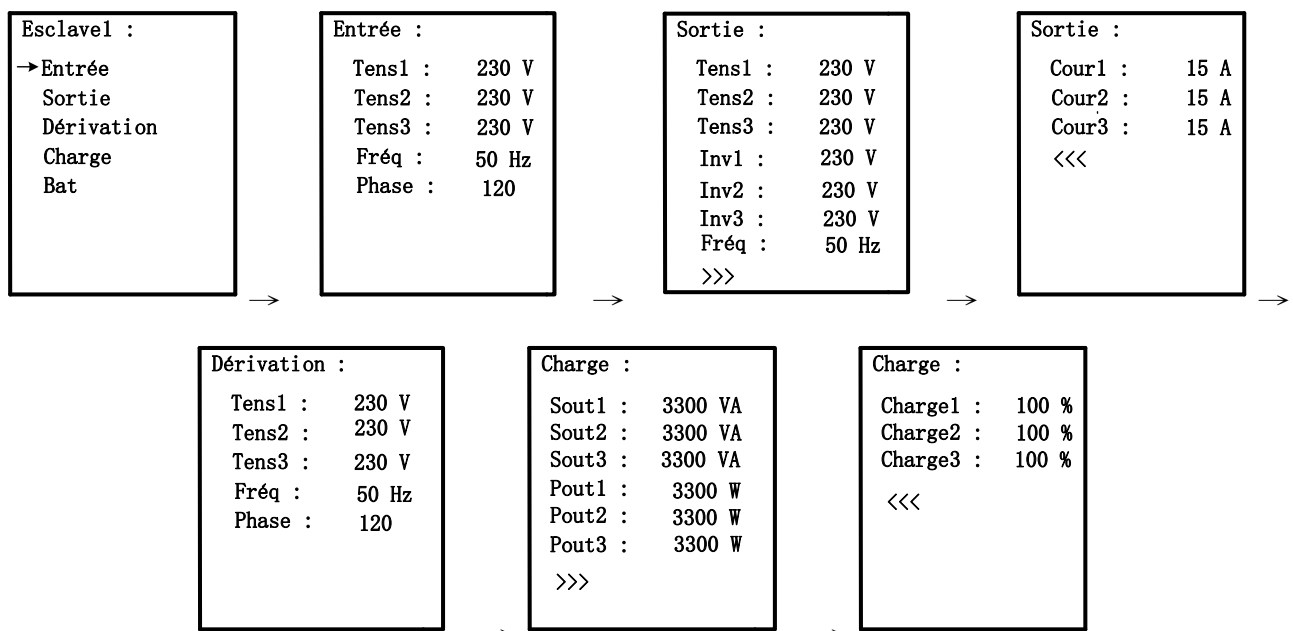 Esclave1 :
→Entrée
Sortie
Dérivation
Charge
Bat
→
Entrée :
Tens1 : 230 V
Tens2 : 230 V
Tens3 : 230 V
Fréq : 50 Hz
Phase : 120
→
Sortie :
Tens1 : 230 V
Tens2 : 230 V
Tens3 : 230 V
Inv1 : 230 V
Inv2 : 230 V
Inv3 : 230 V
Fréq : 50 Hz
>>>
→
Sortie :
Cour1 : 15 A
Cour2 : 15 A
Cour3 : 15 A
<<<
→
Dérivation :
Tens1 : 230 V
Tens2 : 230 V
Tens3 : 230 V
Fréq : 50 Hz
Phase : 120
→
Charge :
Sout1 : 3300 VA
Sout2 : 3300 VA
Sout3 : 3300 VA
Pout1 : 3300 W
Pout2 : 3300 W
Pout3 : 3300 W
>>>
→
Charge :
Charge1 : 100 %
Charge2 : 100 %
Charge3 : 100 %
<<<